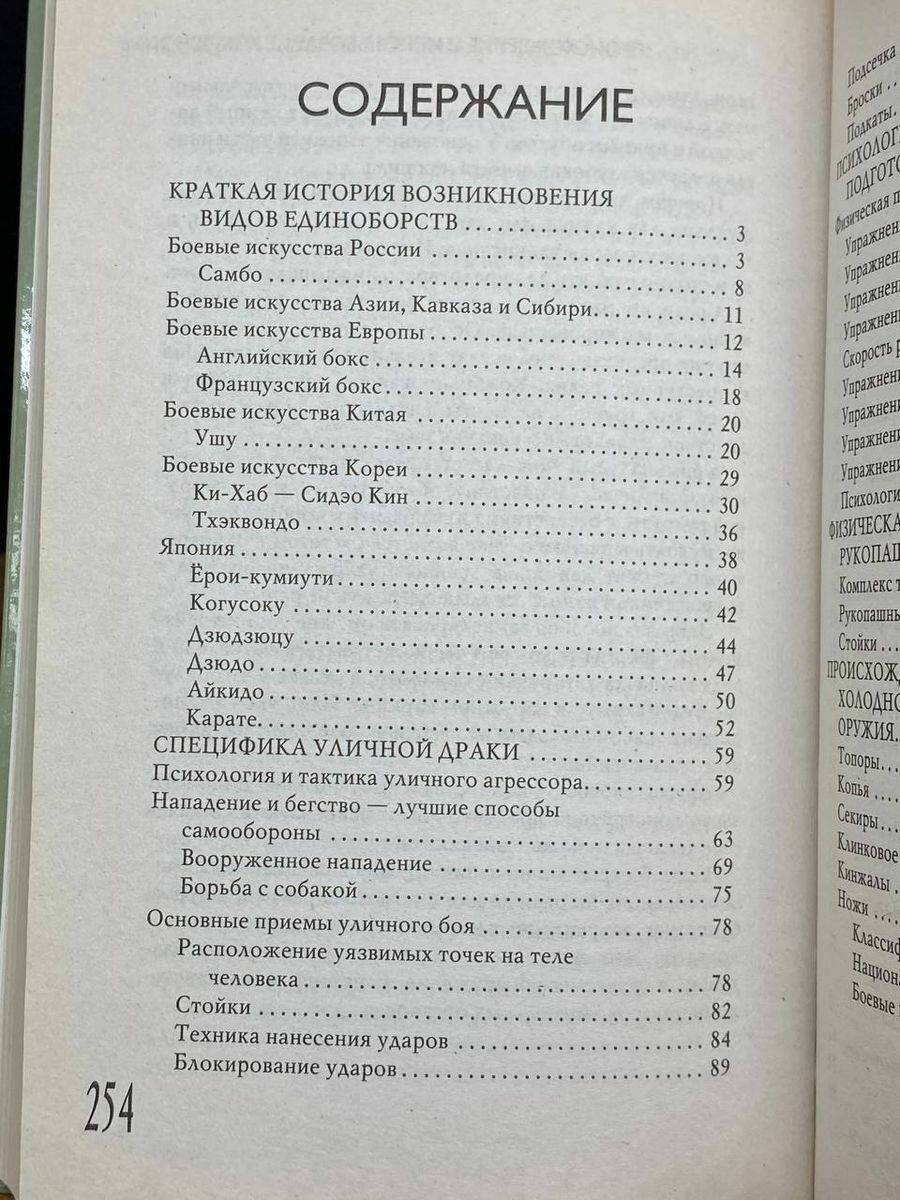 СОДЕРЖАНИЕ
КРАТКАЯ ИСТОРИЯ ВОЗНИКНОВЕНИЯ
ВИДОВ ЕДИНОБОРСТВ 3
Боевые искусства России 3
Самбо 8
Боевые искусства Азии, Кавказа и Сибири 11
Боевые искусства Европы 12
Английский бокс 14
Французский бокс 18
Боевые искусства Китая 20
Ушу 20
Боевые искусства Кореи 29
Ки-Хаб — Сидэо Кин 30
Тхэквондо 36
Япония 38
Ёрои-кумиути 40
Когусоку 42
Дзюдзюцу 44
Дзюдо 47
Айкидо 50
Карате 52
СПЕЦИФИКА УЛИЧНОЙ ДРАКИ 59
Психология и тактика уличного агрессора 59
Нападение и бегство — лучшие способы
самообороны 63
Вооруженное нападение 69
Борьба с собакой 75
Основные приемы уличного боя 78
Расположение уязвимых точек на теле
человека 78
Стойки 82
Техника нанесения ударов 84
Блокирование ударов 89
254
Подсечка
Броски
Подкаты
Физическая
Скорость
Комплекс
Стойки
ОРУЖИЯ
Топоры
Копья
Секиры
Клинковое
Кинжалы
Ножи
Боевые